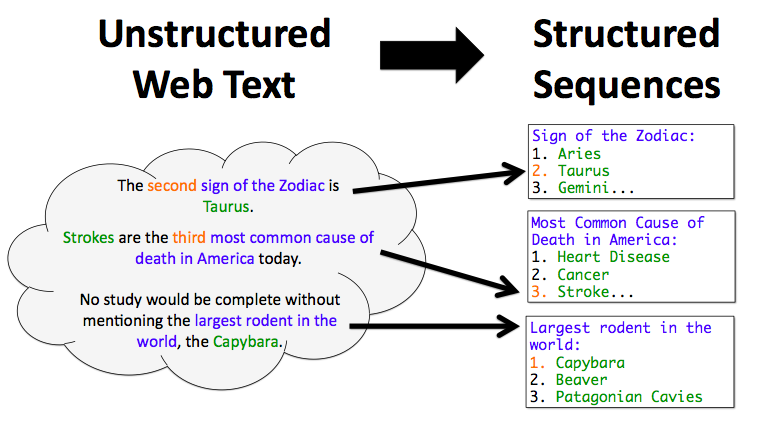 Unstructured
Web Text
Structured
Sequences
The second sign of the Zodiac is
Taurus.
Strokes are the third most common cause of
death in America today.
No study would be complete without
mentioning the largest rodent in the
world, the Capybara.
Sign of the Zodiac:
1. Aries
2. Taurus
3. Gemini...
Most Common Cause of
Death in America:
1. Heart Disease
2. Cancer
3. Stroke...
Largest rodent in the
world:
1. Capybara
2. Beaver
3. Patagonian Cavies